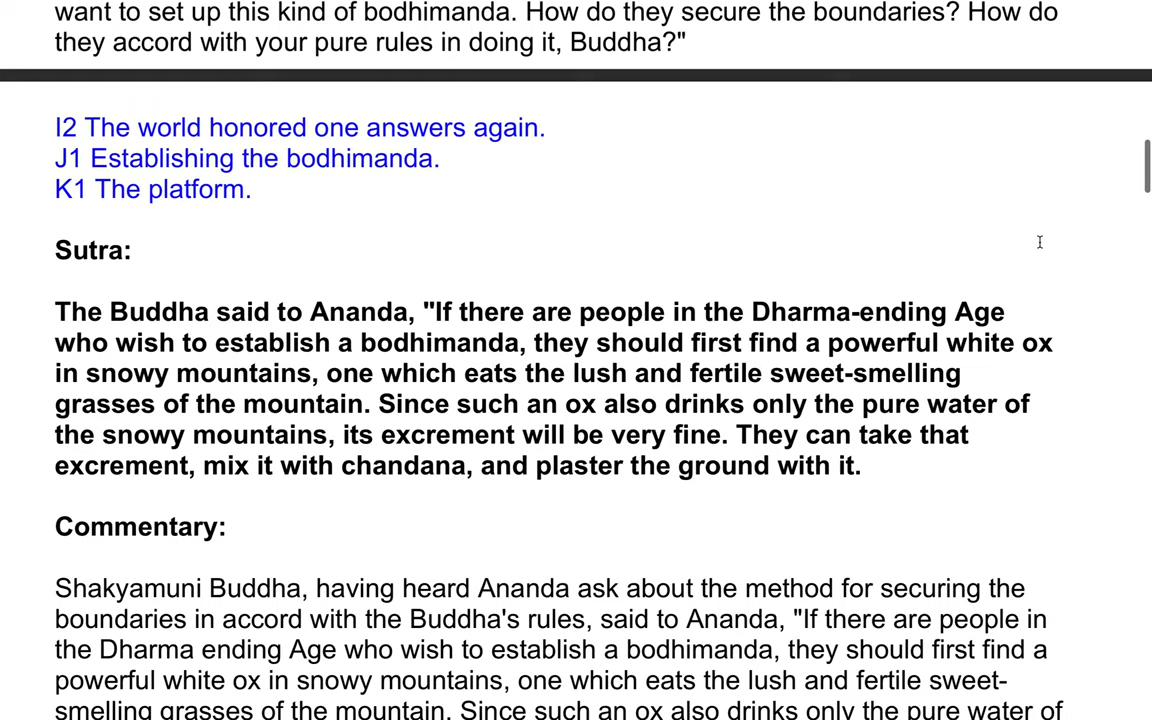 want to set up this kind of bodhimanda. How do they secure the boundaries? How do
they accord with your pure rules in doing it, Buddha?"
I2 The world honored one answers again.
J1 Establishing the bodhimanda.
K1 The platform.
Sutra:
The Buddha said to Ananda, "If there are people in the Dharma-ending Age
who wish to establish a bodhimanda, they should first find a powerful white ox
in snowy mountains, one which eats the lush and fertile sweet-smelling
grasses of the mountain. Since such an ox also drinks only the pure water of
the snowy mountains, its excrement will be very fine. They can take that
excrement, mix it with chandana, and plaster the ground with it.
Commentary:
Shakyamuni Buddha, having heard Ananda ask about the method for securing the
boundaries in accord with the Buddha's rules, said to Ananda, "If there are people in
the Dharma ending Age who wish to establish a bodhimanda, they should first find a
powerful white ox in snowy mountains, one which eats the lush and fertile sweet-
smelling grasses of the mountain. Since such an ox also drinks only the pure water of